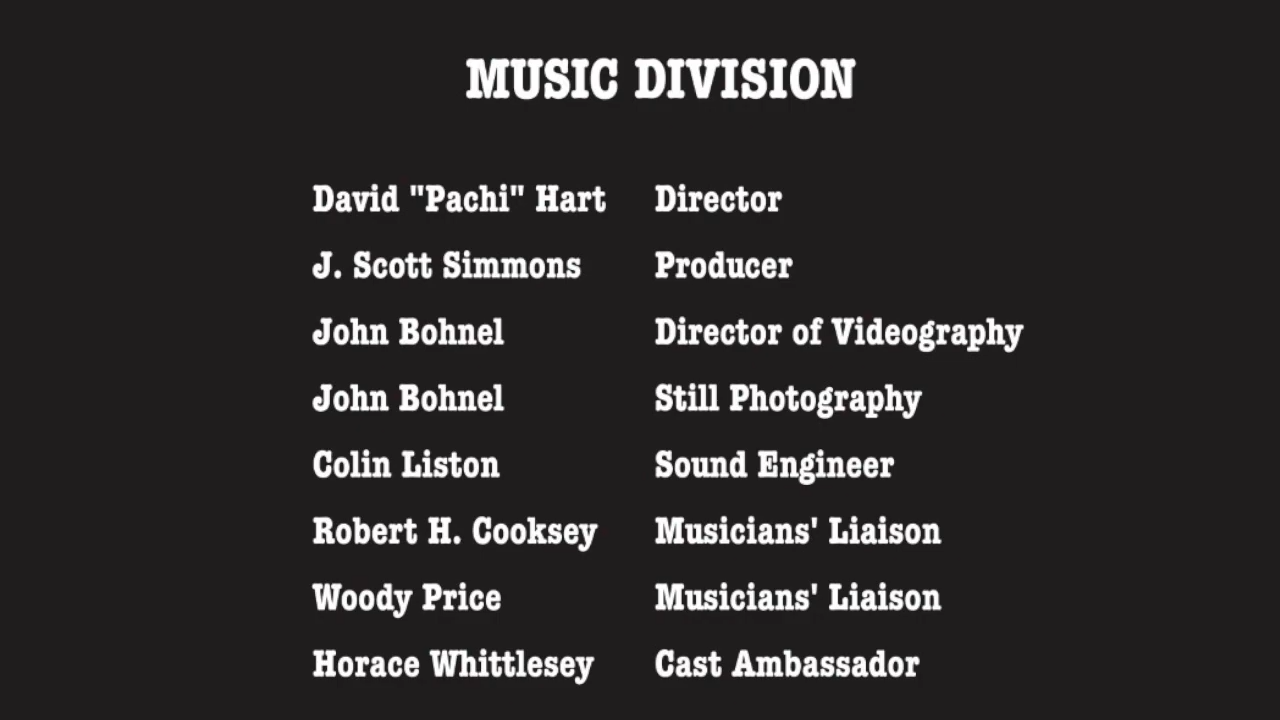 MUSIC DIVISION
David "Pachi" Hart Director
J. Scott Simmons Producer
John Bohnel Director of Videography
John Bohnel Still Photography
Colin Liston Sound Engineer
Robert H. Cooksey Musicians' Liaison
Woody Price Musicians' Liaison
Horace Whittlesey Cast Ambassador